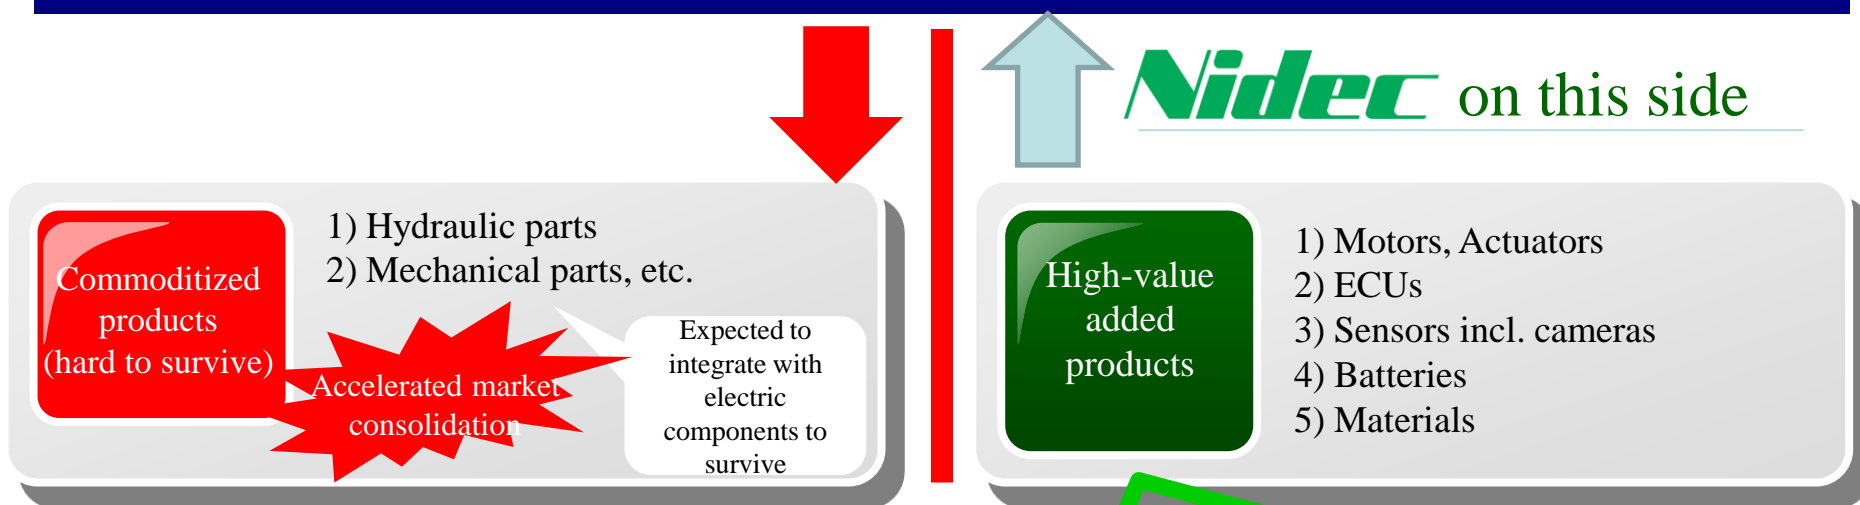 Nidec on this side
Commoditized
products
(hard to survive)
1) Hydraulic parts
2) Mechanical parts, etc.
Accelerated market
consolidation
Expected to
integrate with
electric
components to
survive
High-value
added
products
1) Motors, Actuators
2) ECUs
3) Sensors incl. cameras
4) Batteries
5) Materials